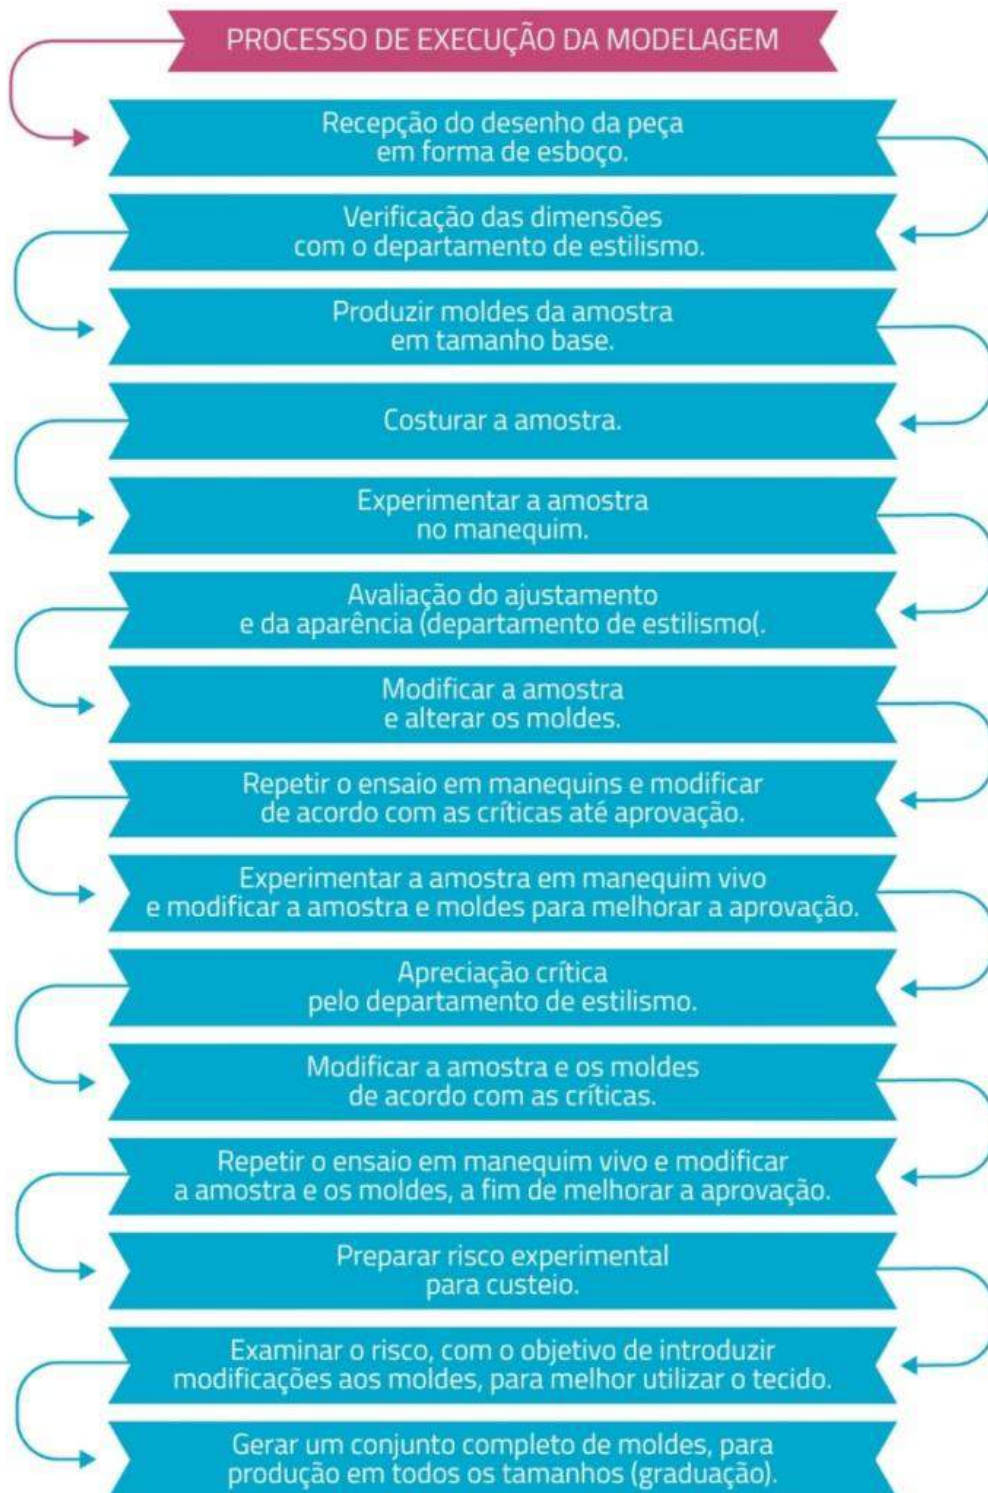 PROCESSO DE EXECUÇÃO DA MODELAGEM
Recepção do desenho da peça
em forma de esboço.
Verificação das dimensões
com o departamento de estilismo.
Produzir moldes da amostra
em tamanho base.
Costurar a amostra.
Experimentar a amostra
no manequim.
Avaliação do ajustamento
e da aparência (departamento de estilismo(.
Modificar a amostra
e alterar os moldes.
Repetir o ensaio em manequins e modificar
de acordo com as críticas até aprovação.
Experimentar a amostra em manequim vivo
e modificar a amostra e moldes para melhorar a aprovação.
Apreciação crítica
pelo departamento de estilismo.
Modificar a amostra e os moldes
de acordo com as críticas.
Repetir o ensaio em manequim vivo e modificar
a amostra e os moldes, a fim de melhorar a aprovação.
Preparar risco experimental
para custeio.
Examinar o risco, com o objetivo de introduzir
modificações aos moldes, para melhor utilizar o tecido.
Gerar um conjunto completo de moldes, para
produção em todos os tamanhos (graduação).